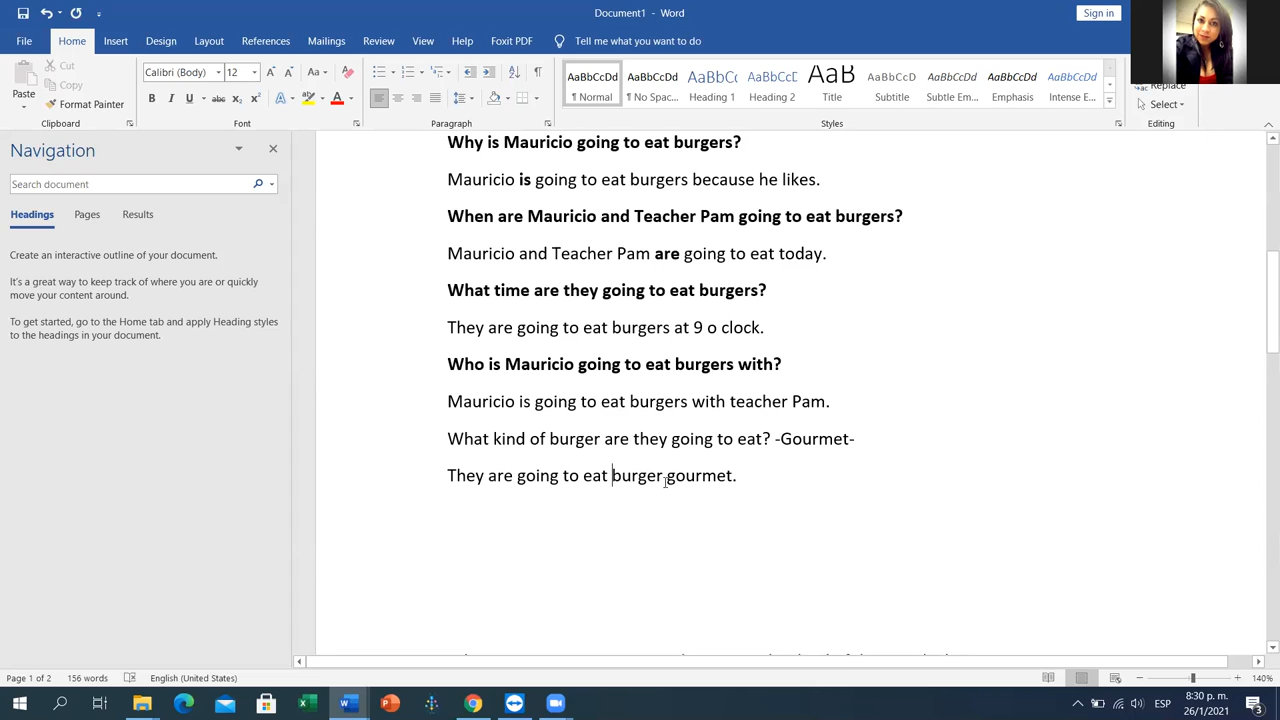 Document1 - Word
Sign in
File Home Insert Design Layout References Mailings Review View Help Foxit PDF Tell me what you want to do
Paste
Cut
Copy
Format Painter
Clipboard
Calibri (Body) 12
Font
Paragraph
AaBbCcDd AaBbCcDd AaBbC AaBbCcD AaB AaBbCcD AaBbCcDd AaBbCcDd AaBbCcDd
¶ Normal ¶ No Spac... Heading 1 Heading 2 Title Subtitle Subtle Em... Emphasis Intense E...
Styles
Replace
Select
Editing
Navigation
Search document
Headings Pages Results
Create an interactive outline of your document.
It's a great way to keep track of where you are or quickly
move your content around.
To get started, go to the Home tab and apply Heading styles
to the headings in your document.
Why is Mauricio going to eat burgers?
Mauricio is going to eat burgers because he likes.
When are Mauricio and Teacher Pam going to eat burgers?
Mauricio and Teacher Pam are going to eat today.
What time are they going to eat burgers?
They are going to eat burgers at 9 o clock.
Who is Mauricio going to eat burgers with?
Mauricio is going to eat burgers with teacher Pam.
What kind of burger are they going to eat? -Gourmet-
They are going to eat burger gourmet.
Page 1 of 2 156 words English (United States) 140%
ESP 8:30 p. m.
26/1/2021 3